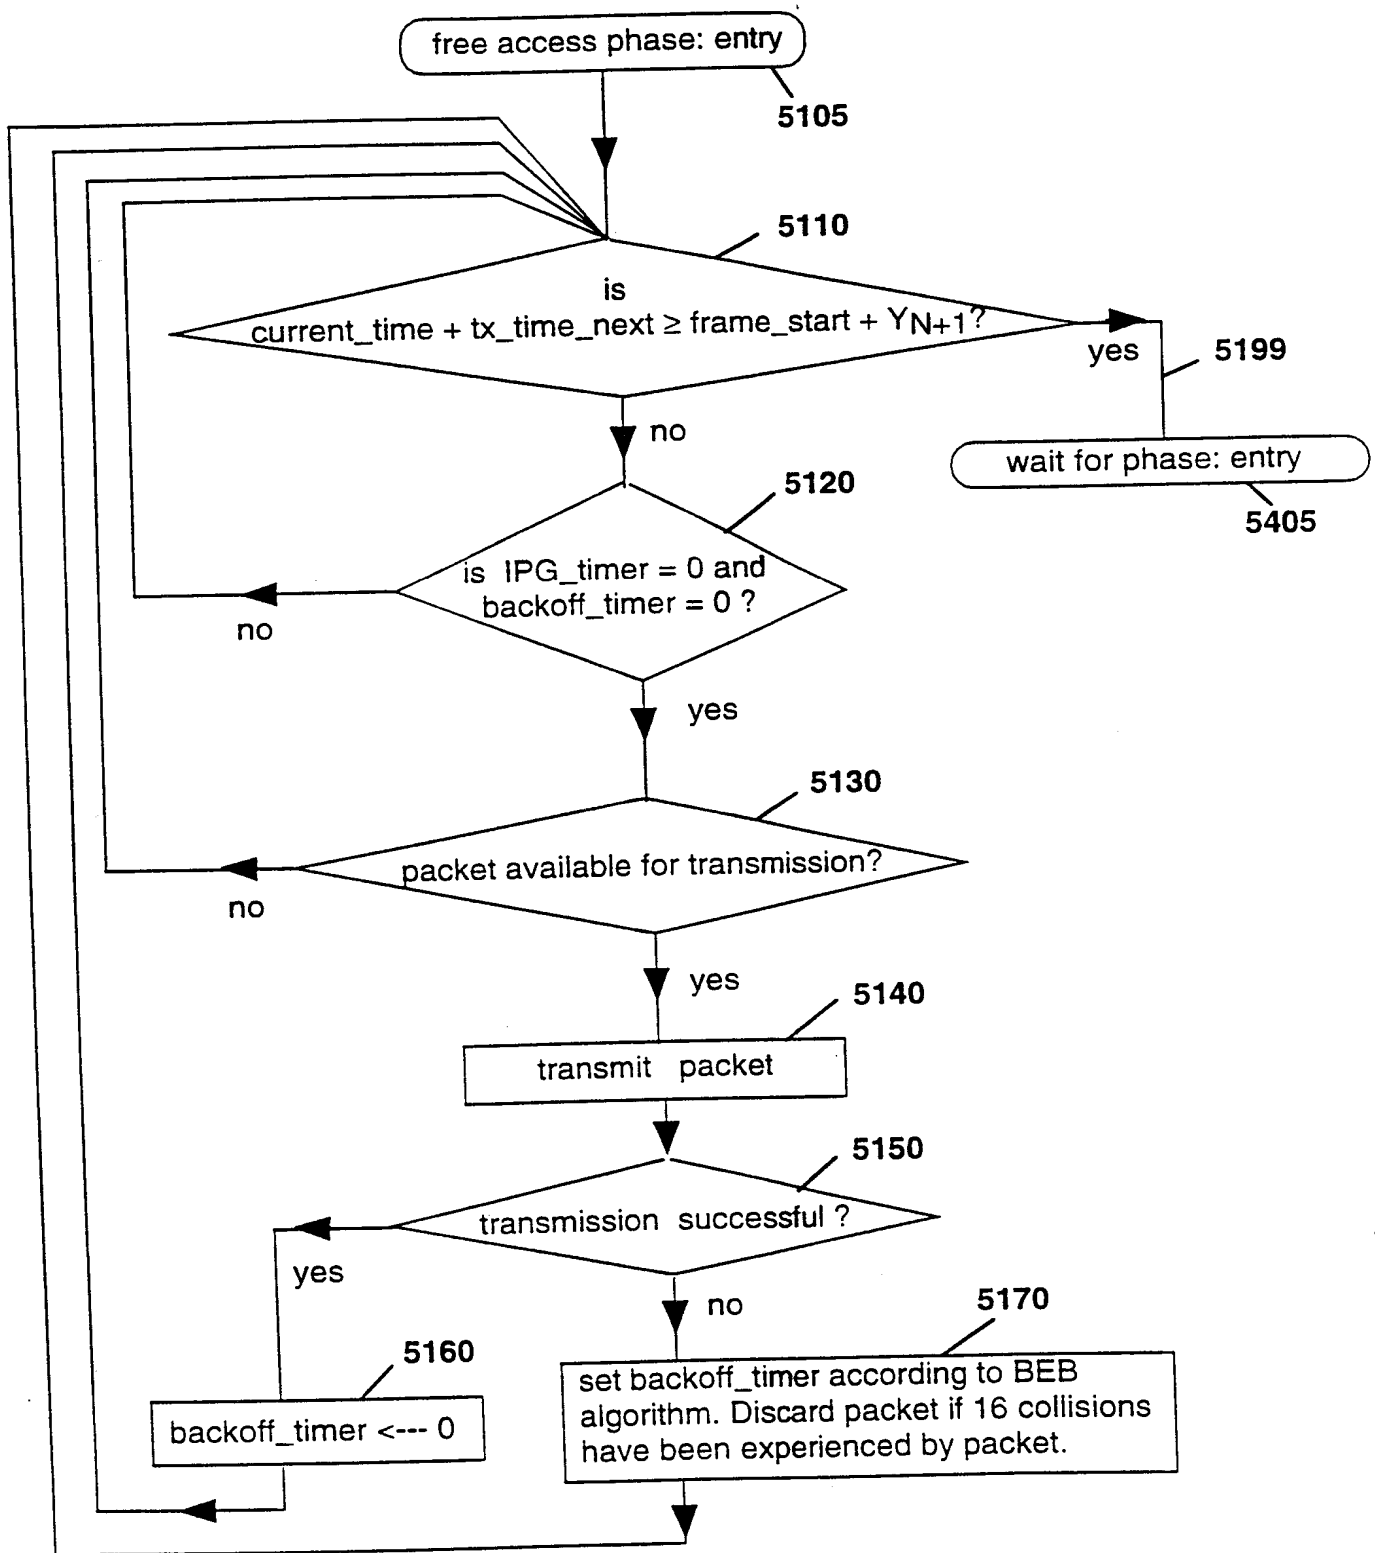 free access phase: entry
5105
5110
is
current_time + tx_time_next ≥ frame_start + YN+1?
yes
5199
no
wait for phase: entry
5405
5120
is IPG_timer = 0 and
backoff_timer = 0 ?
no
yes
5130
packet available for transmission?
no
yes
5140
transmit packet
5150
transmission successful ?
yes
no
5170
5160
set backoff_timer according to BEB
algorithm. Discard packet if 16 collisions
have been experienced by packet.
backoff_timer <--- 0